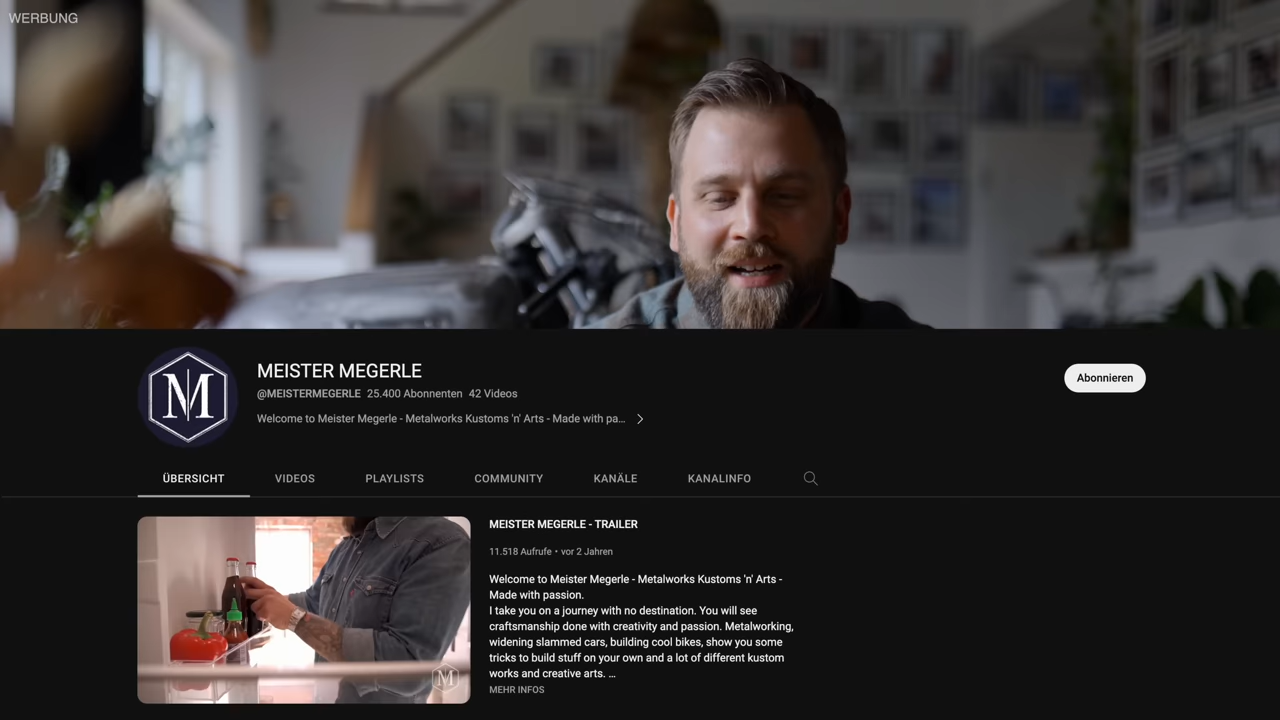 WERBUNG
M
MEISTER MEGERLE
@MEISTERMEGERLE 25.400 Abonnenten 42 Videos
Welcome to Meister Megerle - Metalworks Kustoms 'n' Arts - Made with pa...
Abonnieren
ÜBERSICHT VIDEOS PLAYLISTS COMMUNITY KANÄLE KANALINFO
MEISTER MEGERLE - TRAILER
11.518 Aufrufe • vor 2 Jahren
Welcome to Meister Megerle - Metalworks Kustoms 'n' Arts -
Made with passion.
I take you on a journey with no destination. You will see
craftsmanship done with creativity and passion. Metalworking,
widening slammed cars, building cool bikes, show you some
tricks to build stuff on your own and a lot of different kustom
works and creative arts. ...
MEHR INFOS
M